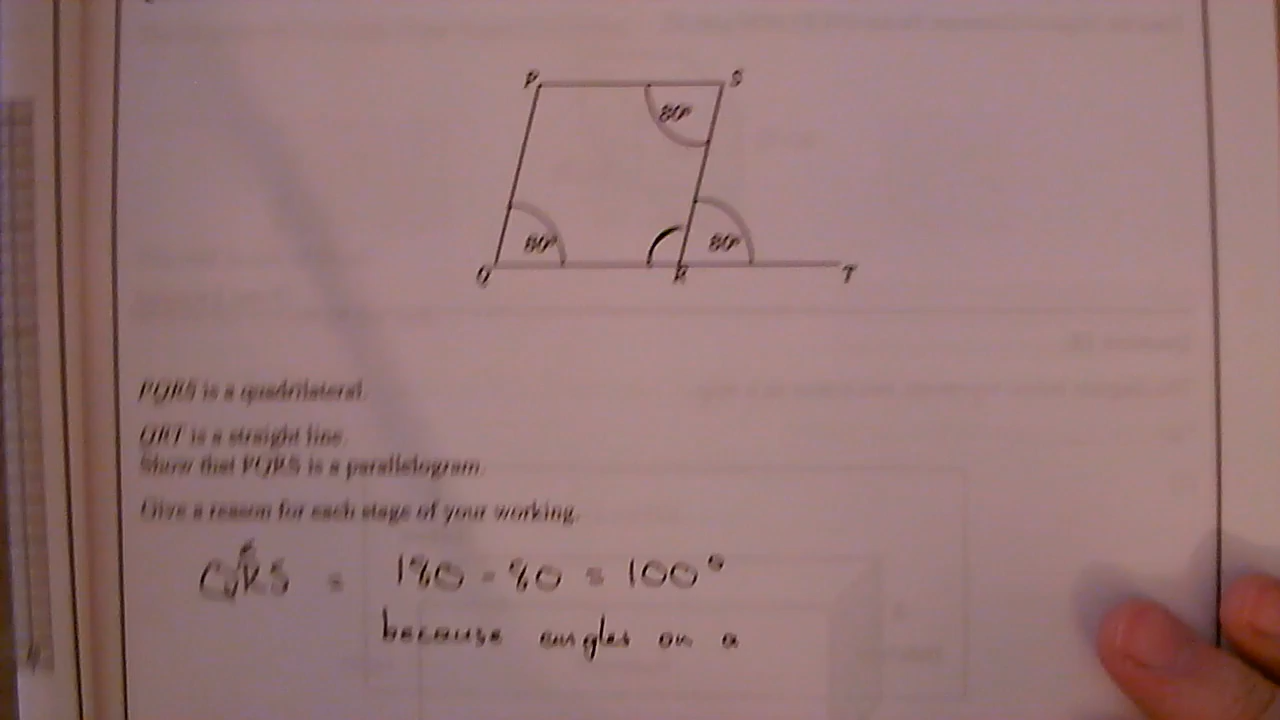 P
S
80°
80°
80°
Q
R
T
PQRS is a quadrilateral.
QRT is a straight line.
Show that PQRS is a parallelogram.
Give a reason for each stage of your working.
QR̂S = 180 - 80 = 100°
because angles on a